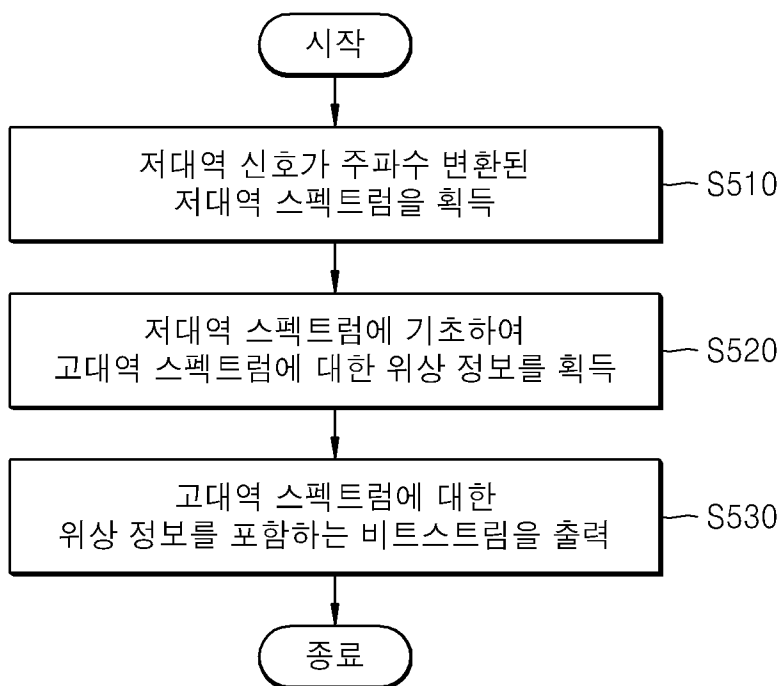 시작
저대역 신호가 주파수 변환된
저대역 스펙트럼을 획득
S510
저대역 스펙트럼에 기초하여
고대역 스펙트럼에 대한 위상 정보를 획득
S520
고대역 스펙트럼에 대한
위상 정보를 포함하는 비트스트림을 출력
S530
종료